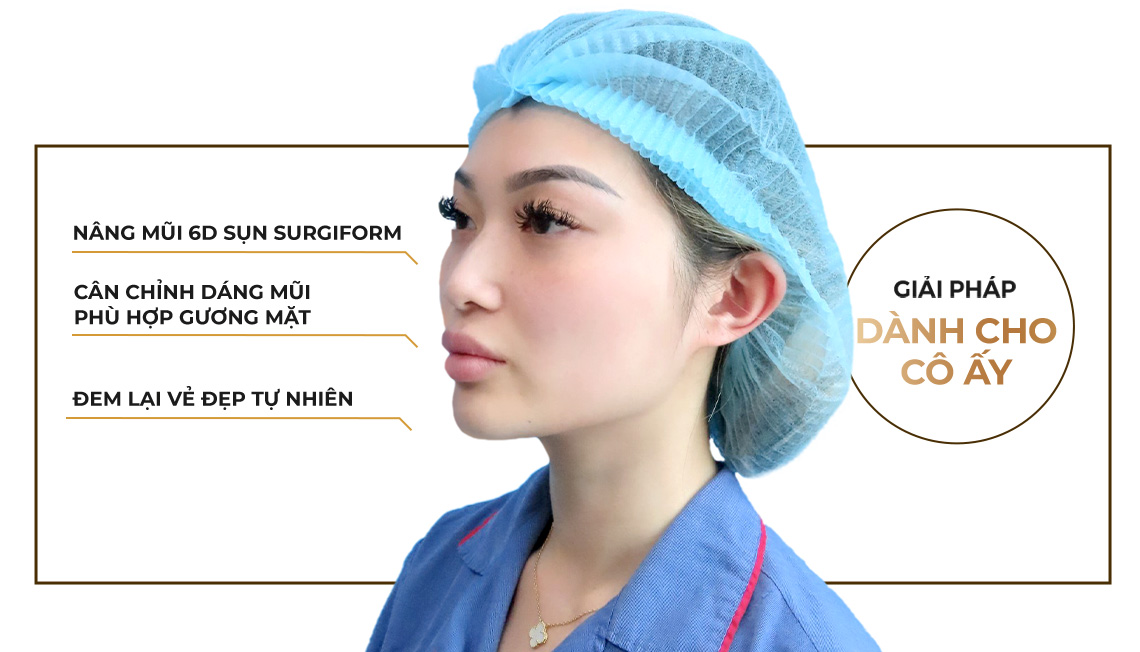 NÂNG MŨI 6D SỤN SURGIFORM
CÂN CHỈNH DÁNG MŨI
PHÙ HỢP GƯƠNG MẶT
ĐEM LẠI VẺ ĐẸP TỰ NHIÊN
GIẢI PHÁP
DÀNH CHO
CÔ ẤY